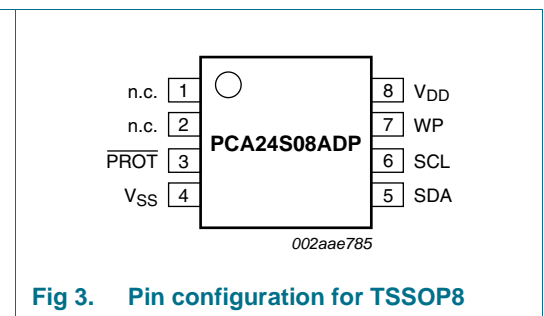 n.c. 1
n.c. 2
PROT 3
VSS 4
8 VDD
7 WP
6 SCL
5 SDA
PCA24S08ADP
002aae785
Fig 3. Pin configuration for TSSOP8